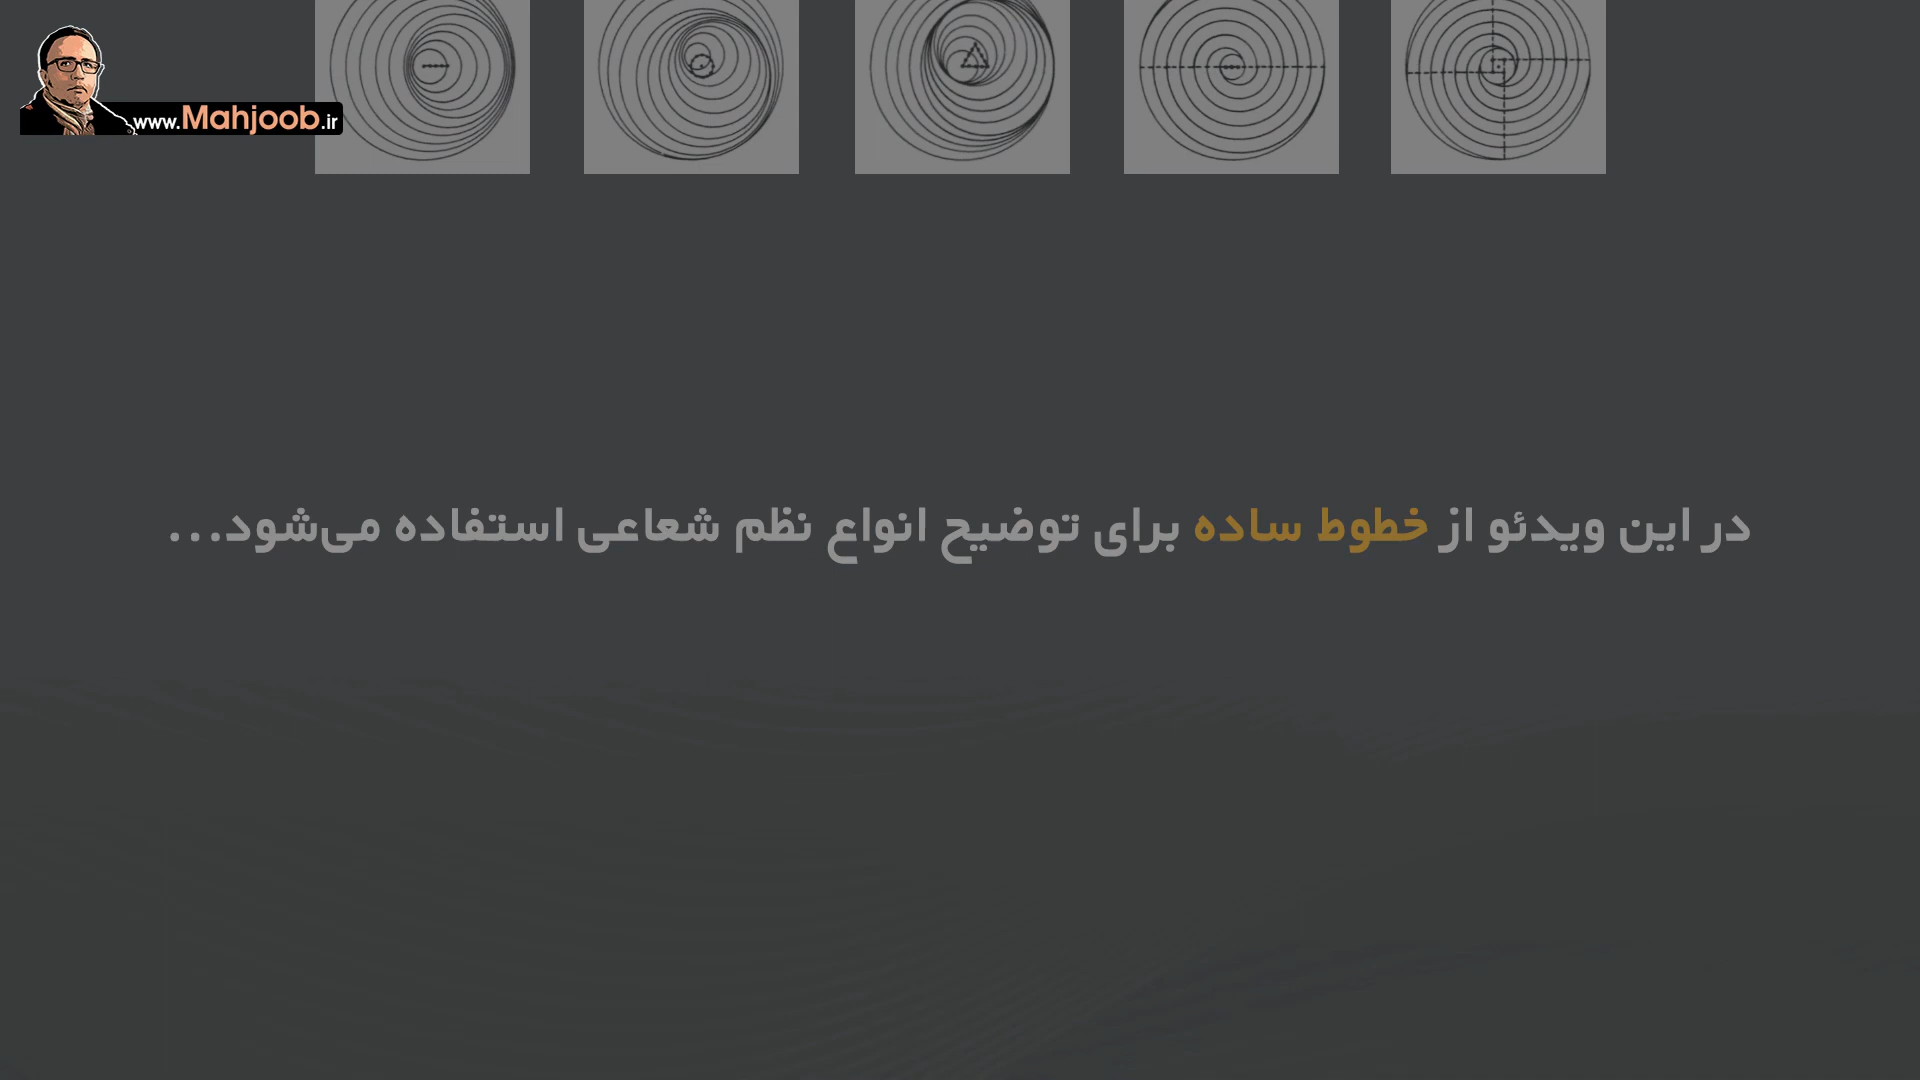 www.Mahjoob.ir
در این ویدئو از خطوط ساده برای توضیح انواع نظم شعاعی استفاده می‌شود...